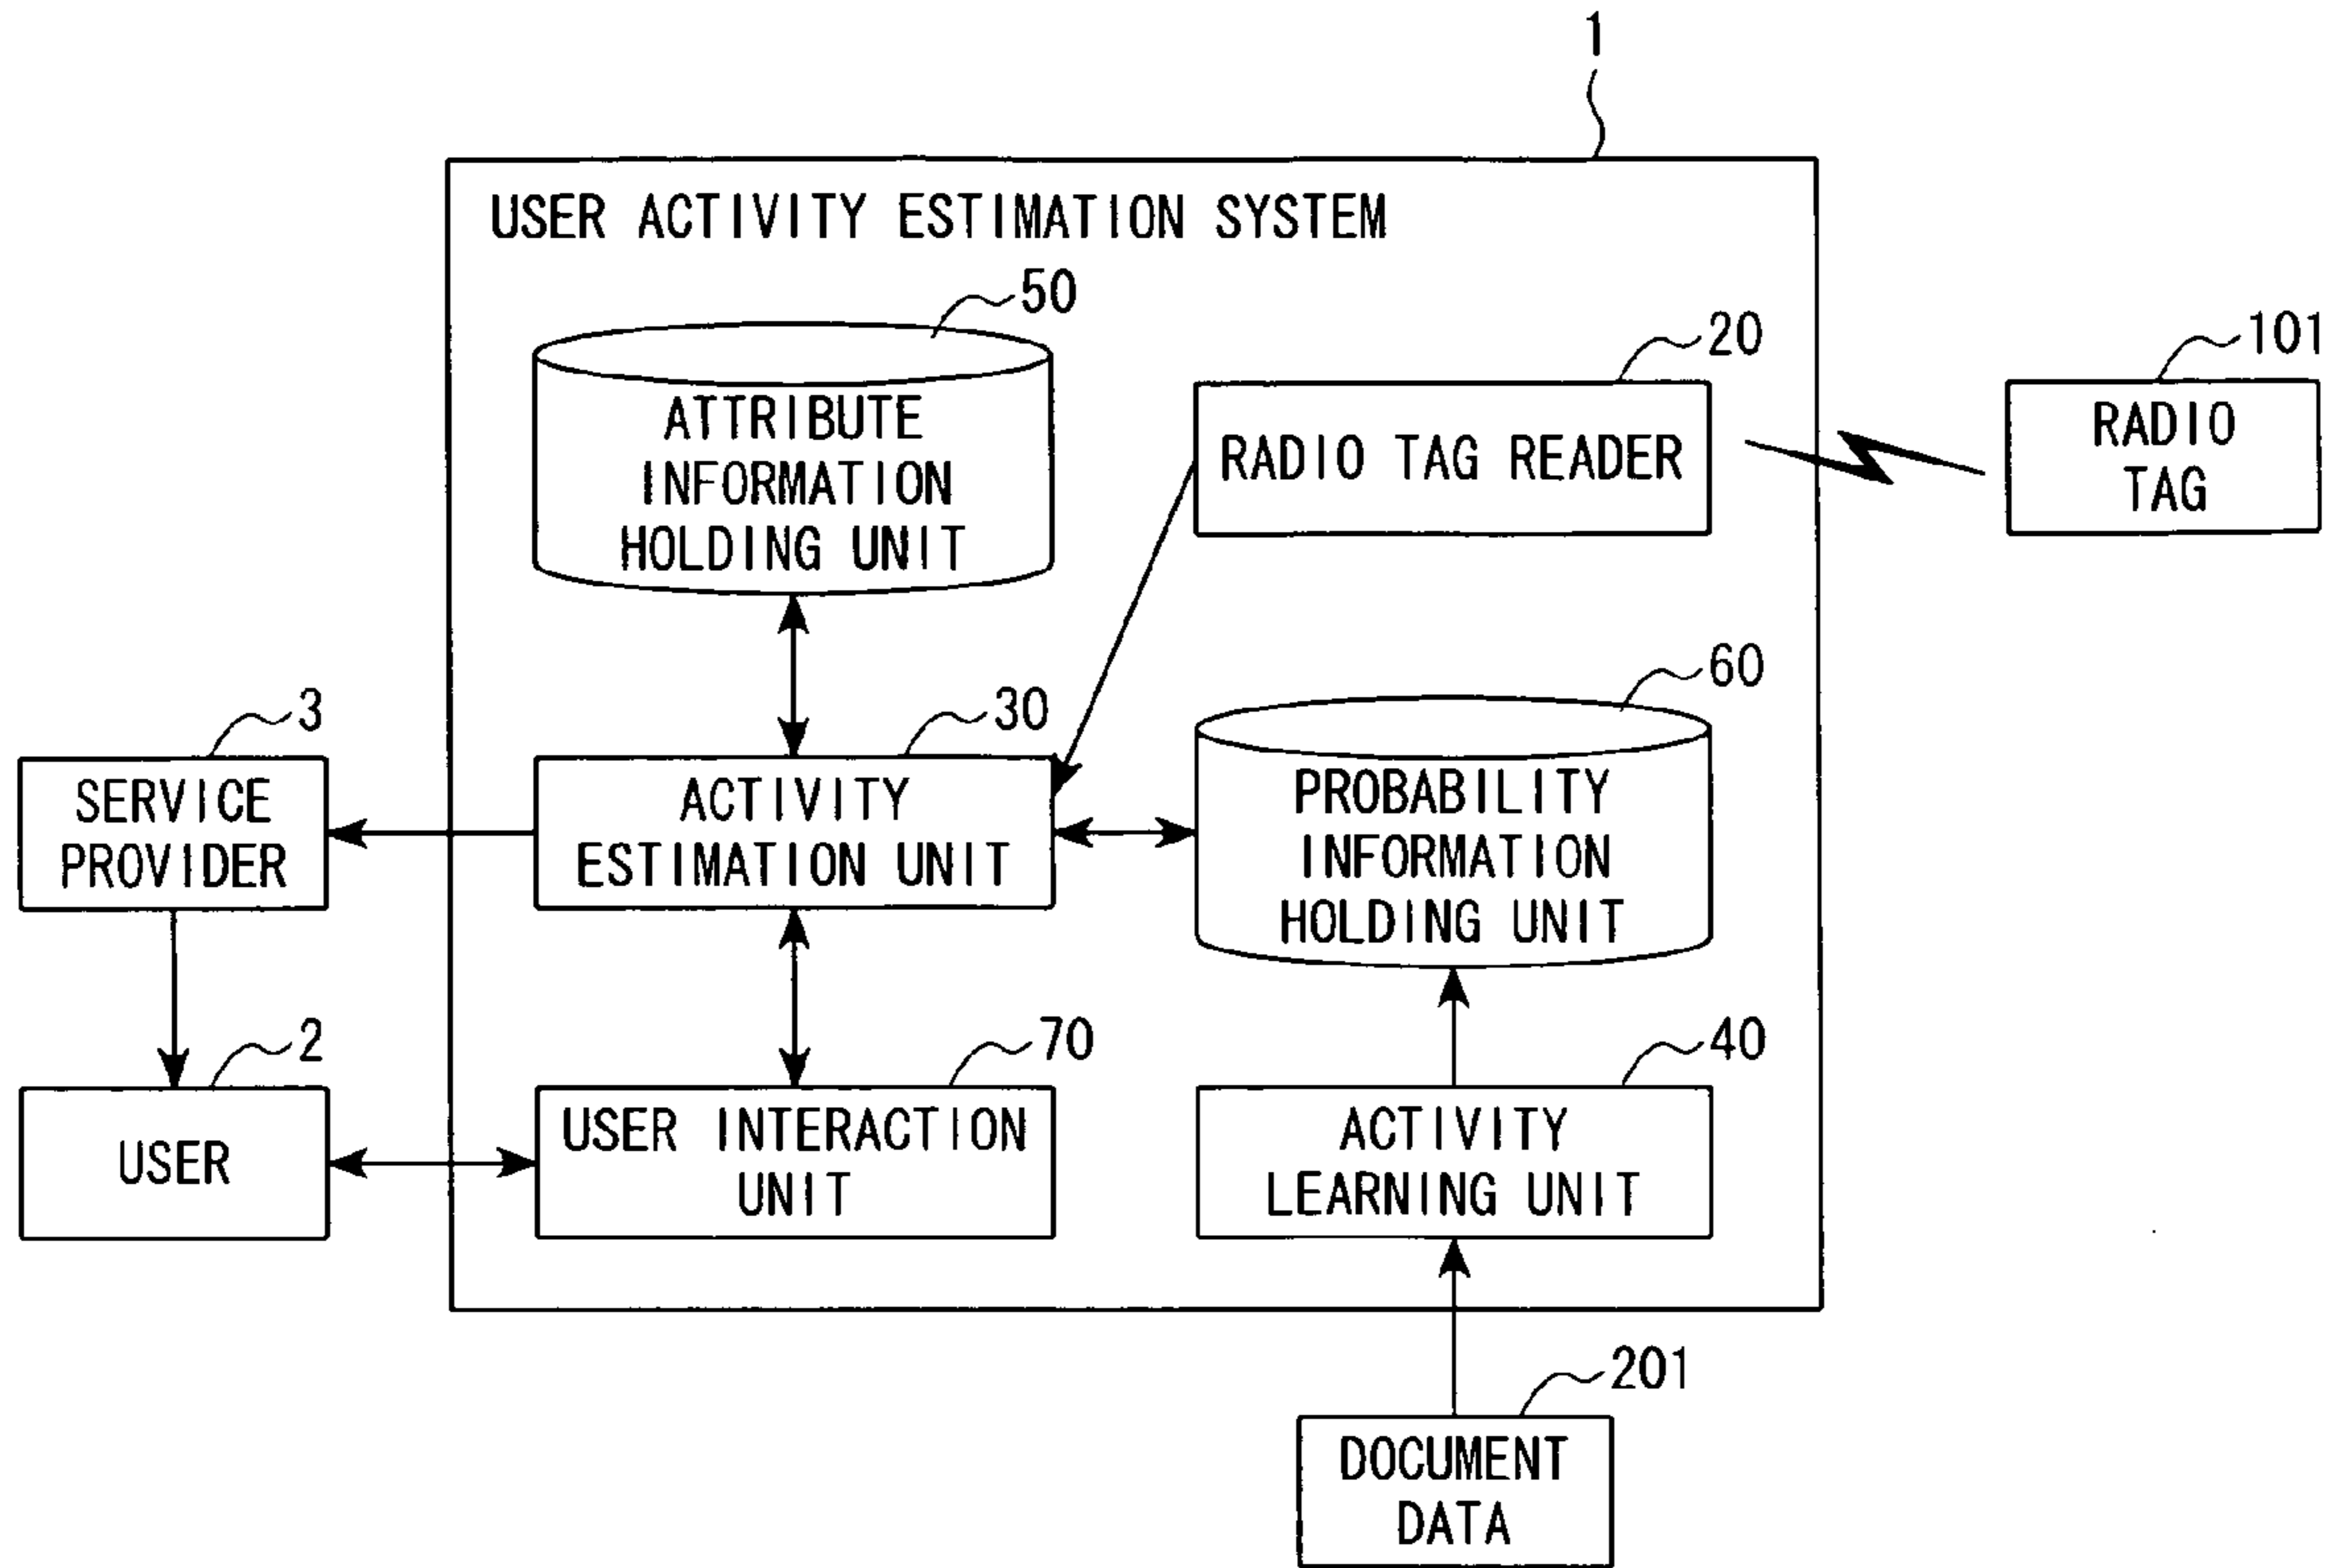 1
USER ACTIVITY ESTIMATION SYSTEM
50
ATTRIBUTE
INFORMATION
HOLDING UNIT
20
RADIO TAG READER
101
RADIO
TAG
3
SERVICE
PROVIDER
30
ACTIVITY
ESTIMATION UNIT
60
PROBABILITY
INFORMATION
HOLDING UNIT
2
USER
70
USER INTERACTION
UNIT
40
ACTIVITY
LEARNING UNIT
201
DOCUMENT
DATA